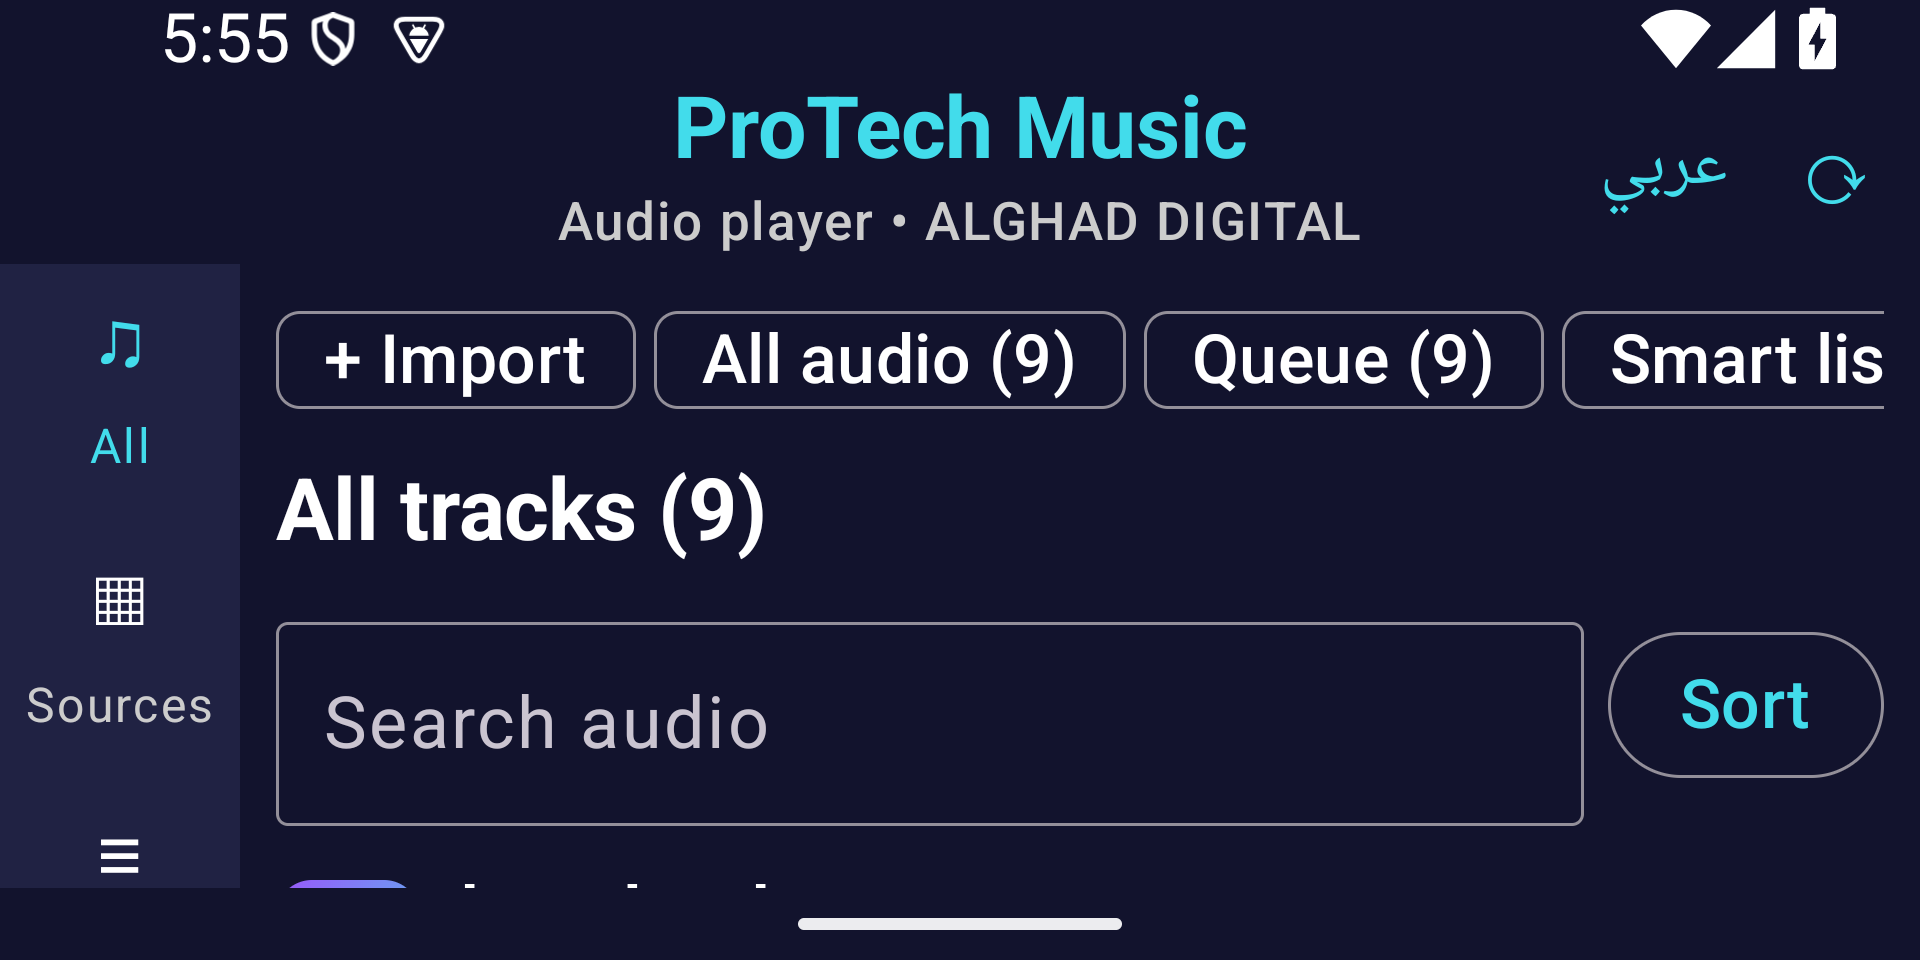 5:55
ProTech Music
Audio player • ALGHAD DIGITAL
عربي
+ Import
All audio (9)
Queue (9)
Smart lis
All
All tracks (9)
Sources
Search audio
Sort